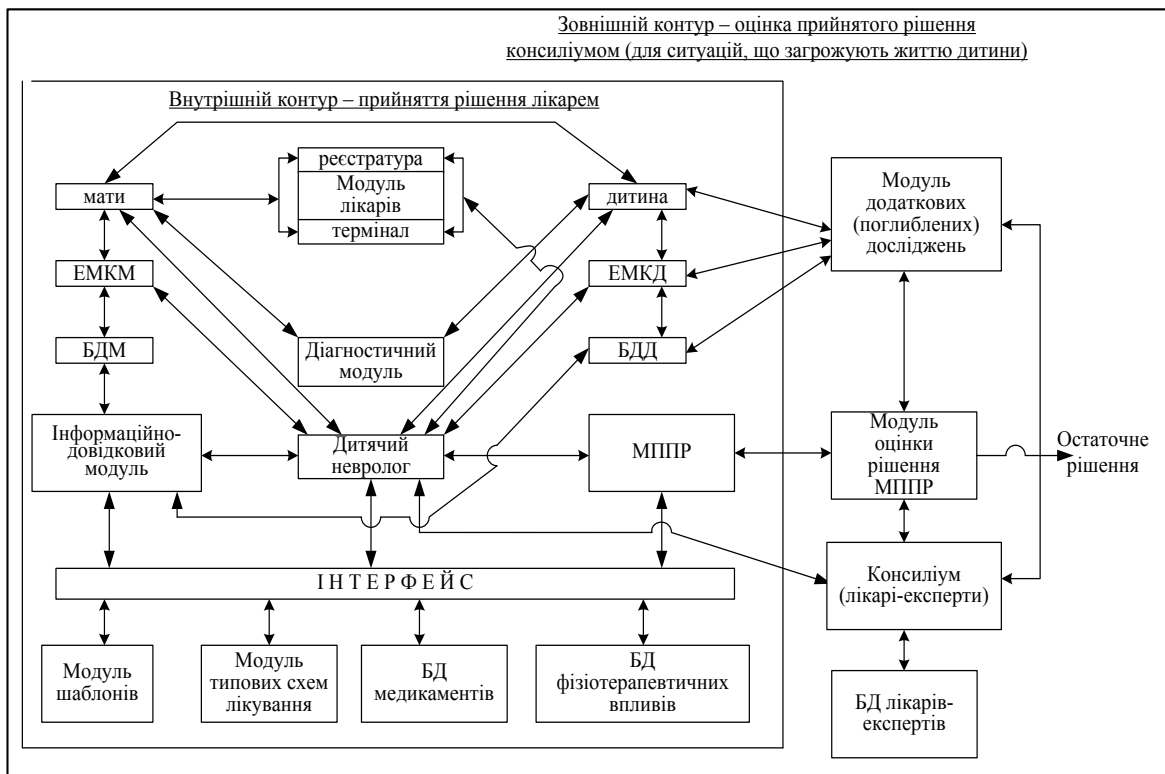 Зовнішній контур – оцінка прийнятого рішення
консиліумом (для ситуацій, що загрожують життю дитини)
Внутрішній контур – прийняття рішення лікарем
реєстратура
Модуль
лікарів
термінал
мати
дитина
Модуль
додаткових
(поглиблених)
досліджень
ЕМКМ
ЕМКД
БДМ
Діагностичний
модуль
БДД
Інформаційно-
довідковий
модуль
Дитячий
невролог
МППР
Модуль
оцінки
рішення
МППР
Остаточне
рішення
ІНТЕРФЕЙС
Консиліум
(лікарі-експерти)
Модуль
шаблонів
Модуль
типових схем
лікування
БД
медикаментів
БД
фізіотерапевтичних
впливів
БД лікарів-
експертів